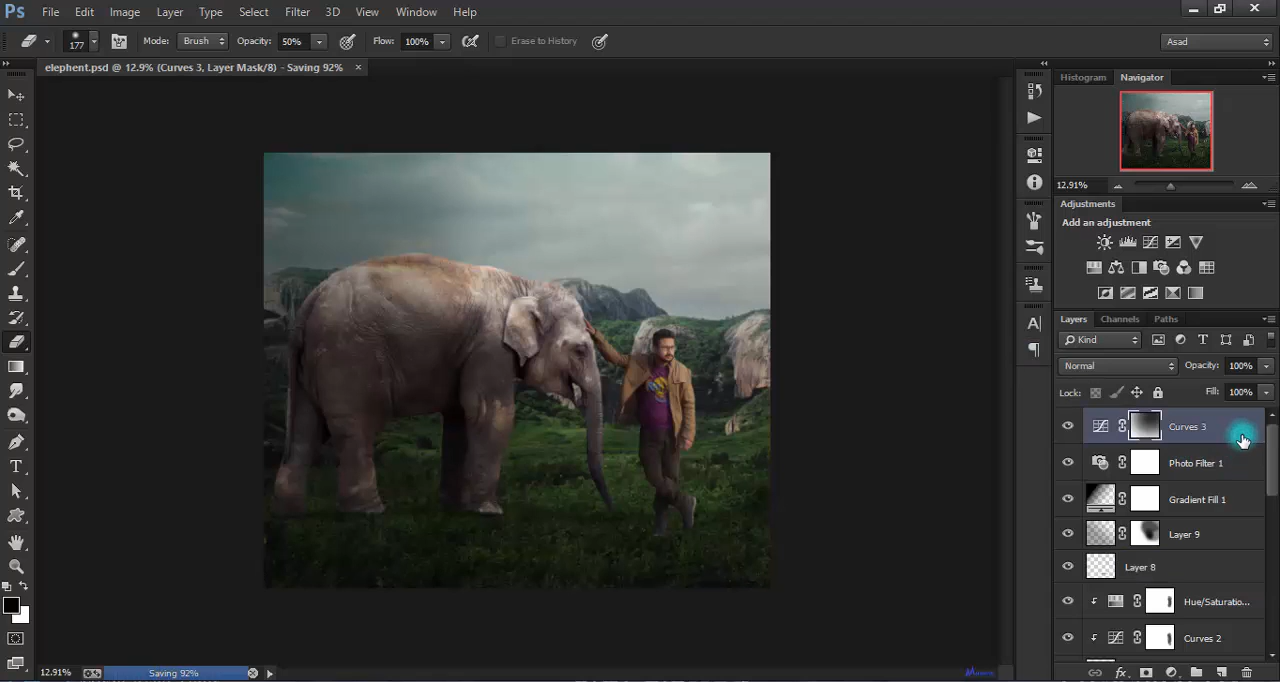 Ps File Edit Image Layer Type Select Filter 3D View Window Help
177 Mode: Brush Opacity: 50% Flow: 100% Erase to History Asad
elephent.psd @ 12.9% (Curves 3, Layer Mask/8) - Saving 92% ×
Histogram Navigator
12.91%
Adjustments
Add an adjustment
Layers Channels Paths
Kind
Normal Opacity: 100%
Lock: Fill: 100%
Curves 3
Photo Filter 1
Gradient Fill 1
Layer 9
Layer 8
Hue/Saturatio...
Curves 2
12.91% Saving 92%